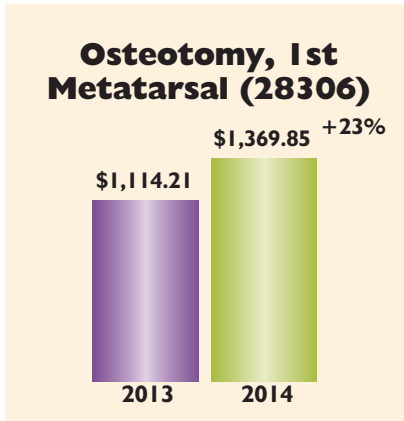 Osteotomy, 1st
Metatarsal (28306)
$1,369.85 +23%
$1,114.21
2013 2014